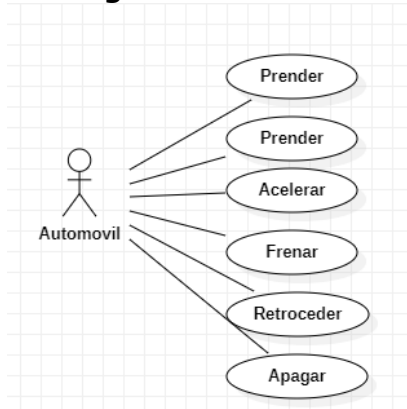 Prender
Prender
Acelerar
Automovil
Frenar
Retroceder
Apagar